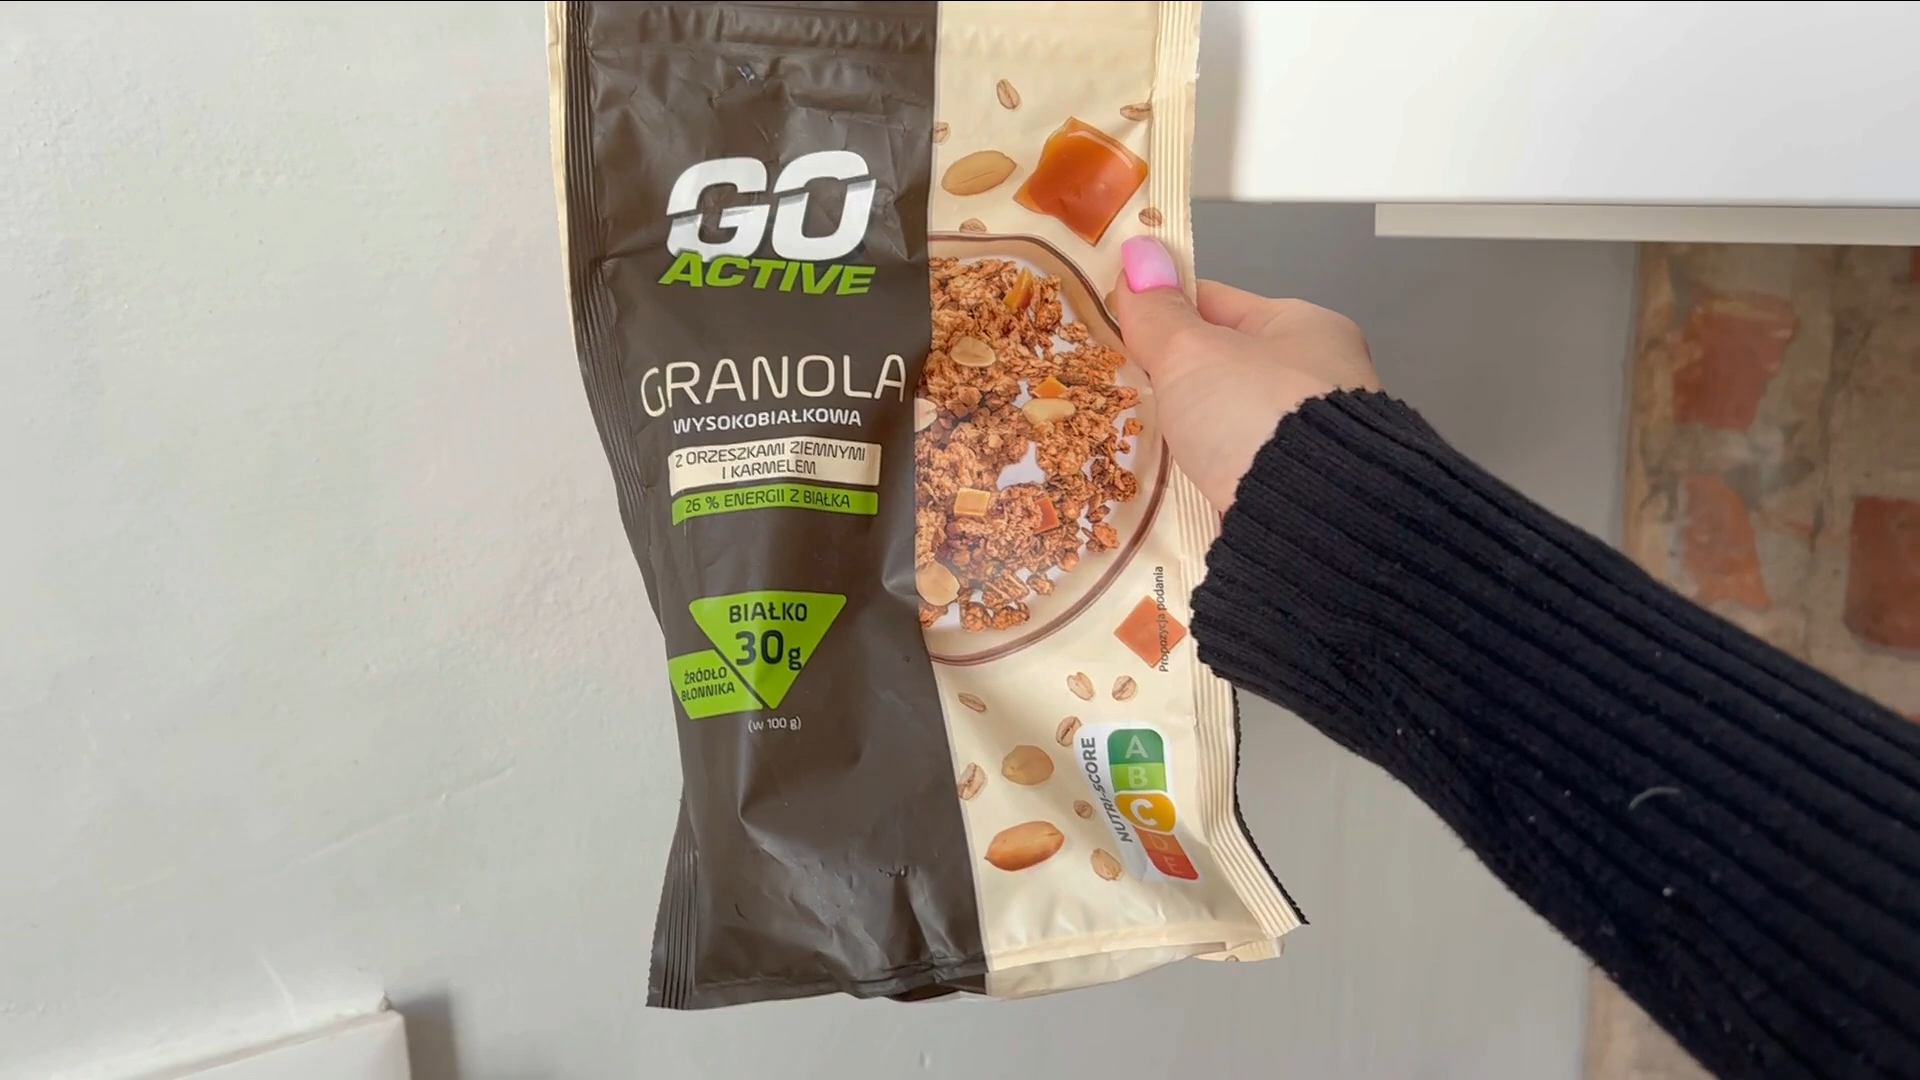 GO
ACTIVE
GRANOLA
WYSOKOBIAŁKOWA
Z ORZESZKAMI ZIEMNYMI
I KARMELEM
26 % ENERGII Z BIAŁKA
BIAŁKO
30g
ŹRÓDŁO
BŁONNIKA
(w 100 g)
Propozycja podania
NUTRI-SCORE
A
B
C
D
E